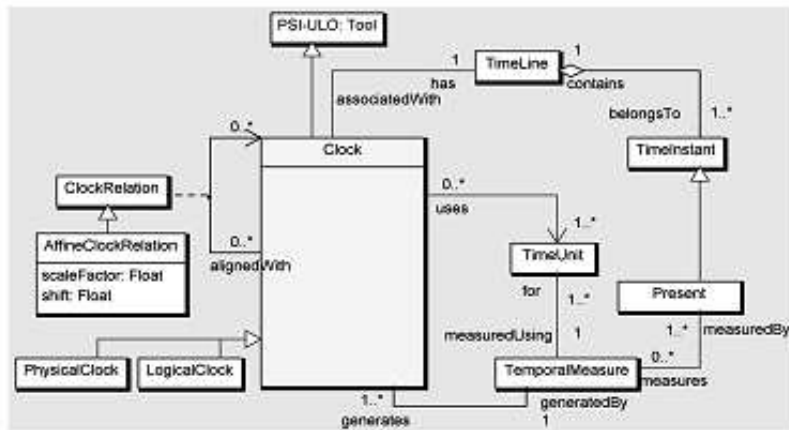 PSI-ULO: Tool
1
TimeLine
1
has
contains
associatedWith
belongsTo
1..*
0..*
Clock
TimeInstant
ClockRelation
0..*
uses
1..*
AffineClockRelation
scaleFactor: Float
shift: Float
0..*
alignedWith
TimeUnit
for
1..*
Present
measuredUsing
1
1..*
measuredBy
PhysicalClock
LogicalClock
TemporalMeasure
0..*
measures
1..*
generatedBy
generates
1